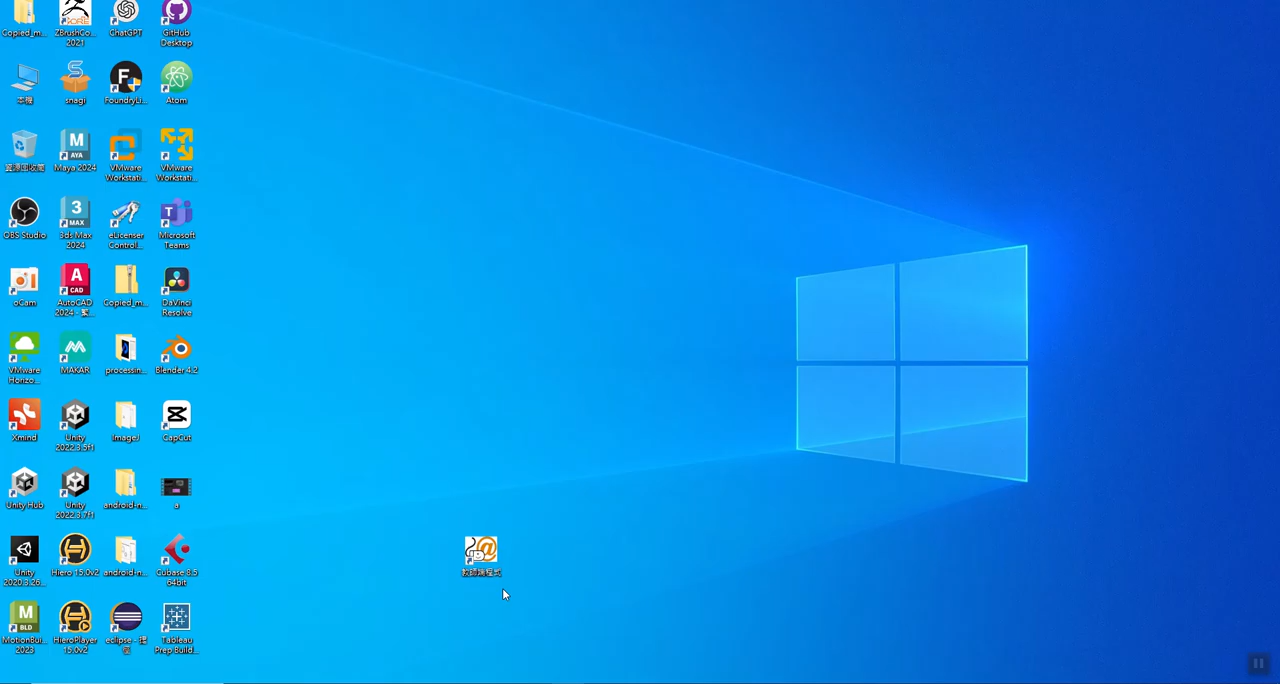 Copied_m...
ZBrushCo...
2021
ChatGPT
GitHub
Desktop
本機
snagi
FoundryLi...
Atom
資源回收筒
Maya 2024
VMware
Workstati...
VMware
Workstati...
OBS Studio
3ds Max
2024
eLicenser
Control...
Microsoft
Teams
oCam
AutoCAD
2024 - 繁...
Copied_m...
DaVinci
Resolve
VMware
Horizo...
MAKAR
processin...
Blender 4.2
Xmind
Unity
2022.3.5f1
ImageJ
CapCut
Unity Hub
Unity
2022.3.7f1
android-n...
a
Unity
2020.3.26...
Hiero 15.0v2
android-n...
Cubase 8.5
64bit
教師端程式
MotionBui...
2023
HieroPlayer
15.0v2
eclipse - 捷
徑
Tableau
Prep Build...